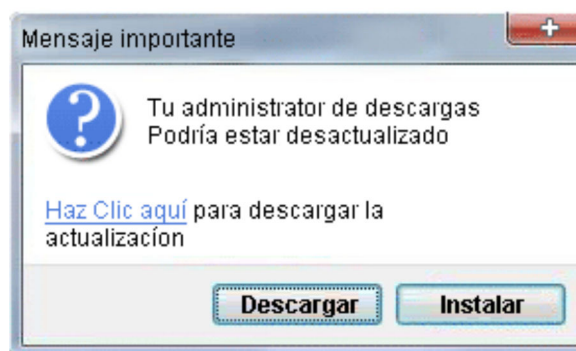 Mensaje importante
Tu administrator de descargas
Podría estar desactualizado
Haz Clic aquí para descargar la
actualizacíon
Descargar Instalar